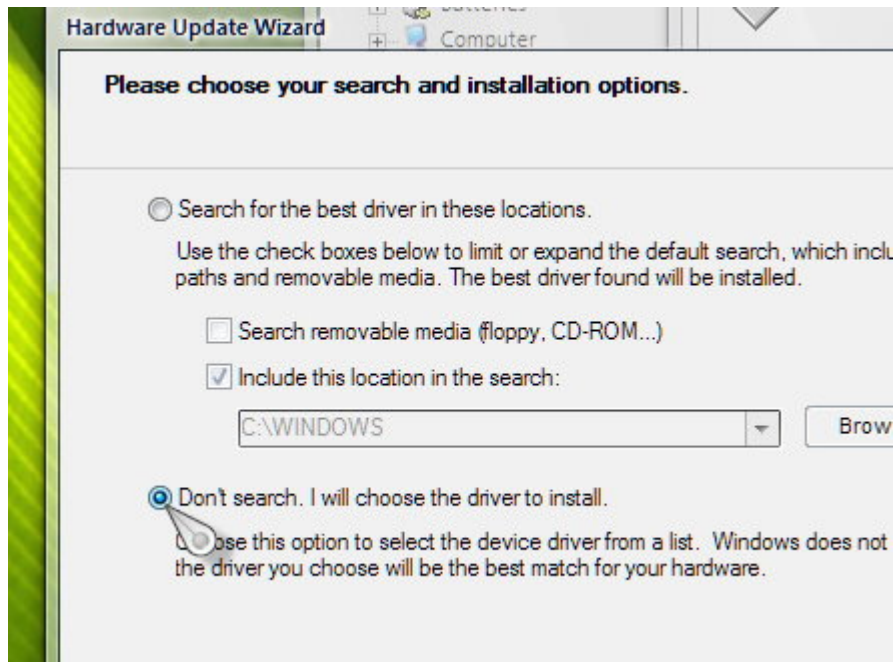 Hardware Update Wizard
Batteries
Computer
Please choose your search and installation options.
Search for the best driver in these locations.
Use the check boxes below to limit or expand the default search, which inclu
paths and removable media. The best driver found will be installed.
Search removable media (floppy, CD-ROM...)
Include this location in the search:
C:\WINDOWS
Brow
Don't search. I will choose the driver to install.
Choose this option to select the device driver from a list. Windows does not
the driver you choose will be the best match for your hardware.